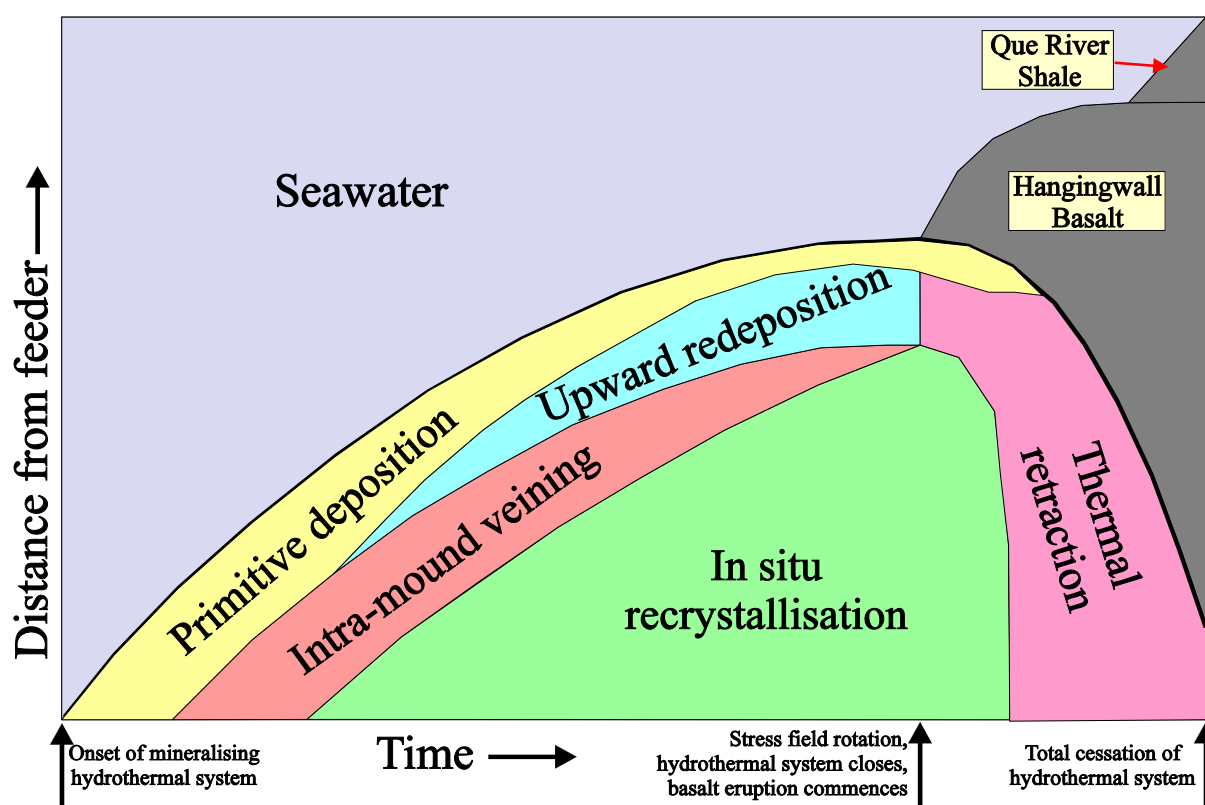 Que River
Shale
Seawater
Hangingwall
Basalt
Distance from feeder
Primitive deposition
Upward redeposition
Intra-mound veining
In situ
recrystallisation
Thermal
retraction
Onset of mineralising
hydrothermal system
Time
Stress field rotation,
hydrothermal system closes,
basalt eruption commences
Total cessation of
hydrothermal system